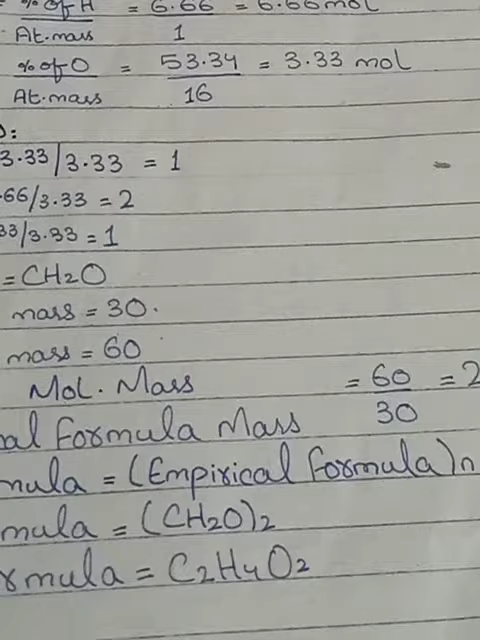 % of H = 6.66 = 6.66 mol
At. mass 1
% of O = 53.34 = 3.33 mol
At. mass 16
3.33/3.33 = 1
.66/3.33 = 2
33/3.33 = 1
= CH2O
mass = 30.
mass = 60
Mol. Mass = 60 = 2
al Formula Mass 30
mula = (Empirical Formula)n
mula = (CH2O)2
rmula = C2H4O2